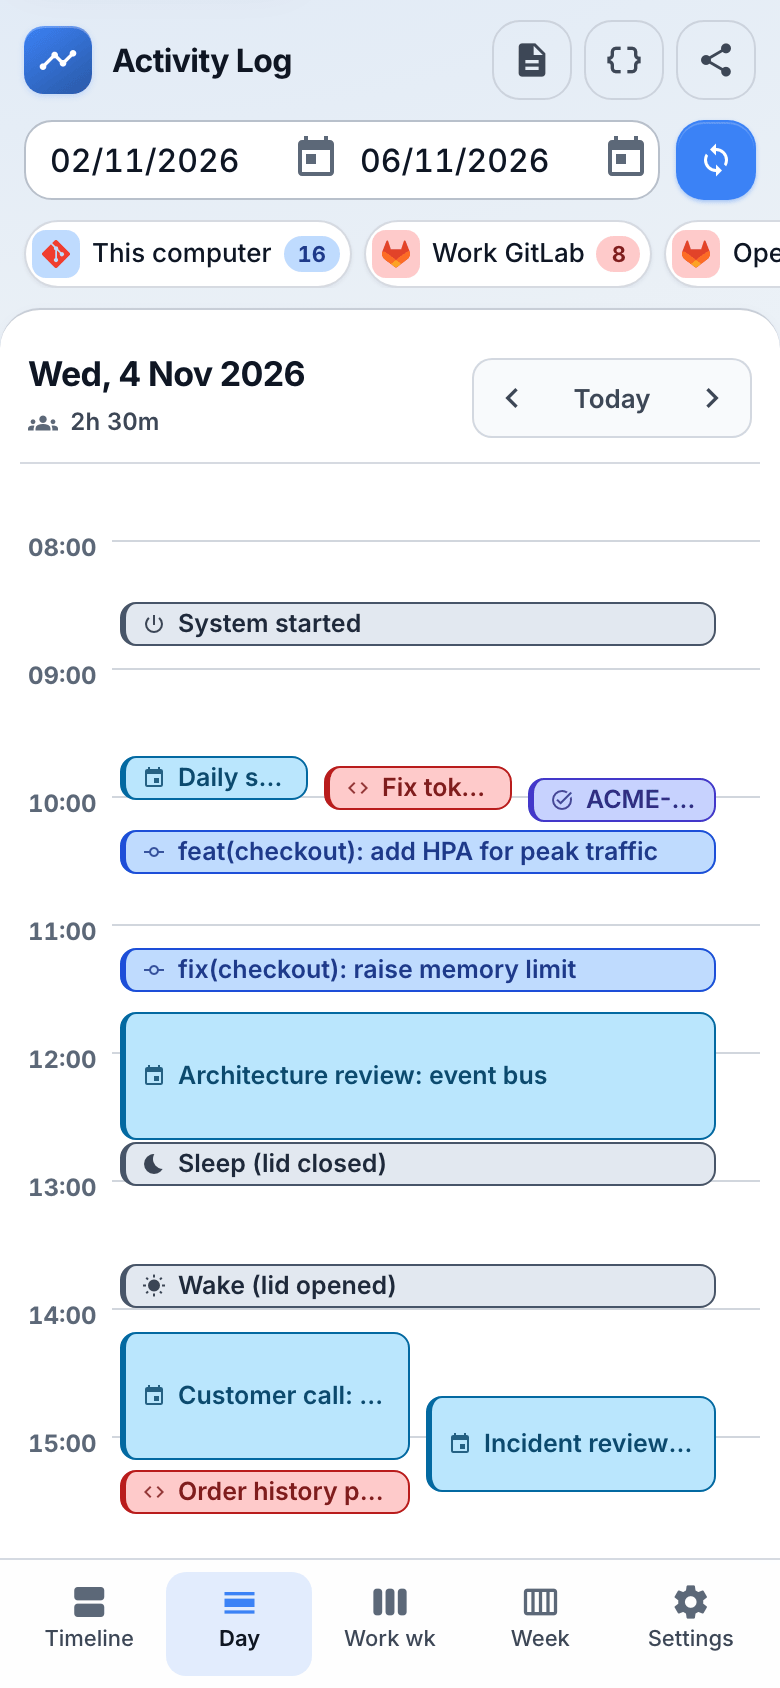 Activity Log
02/11/2026 06/11/2026
This computer 16 Work GitLab 8 Ope
Wed, 4 Nov 2026
2h 30m
Today
08:00
System started
09:00
Daily s...
Fix tok...
ACME-...
10:00
feat(checkout): add HPA for peak traffic
11:00
fix(checkout): raise memory limit
12:00
Architecture review: event bus
Sleep (lid closed)
13:00
Wake (lid opened)
14:00
Customer call: ...
Incident review...
15:00
Order history p...
Timeline Day Work wk Week Settings